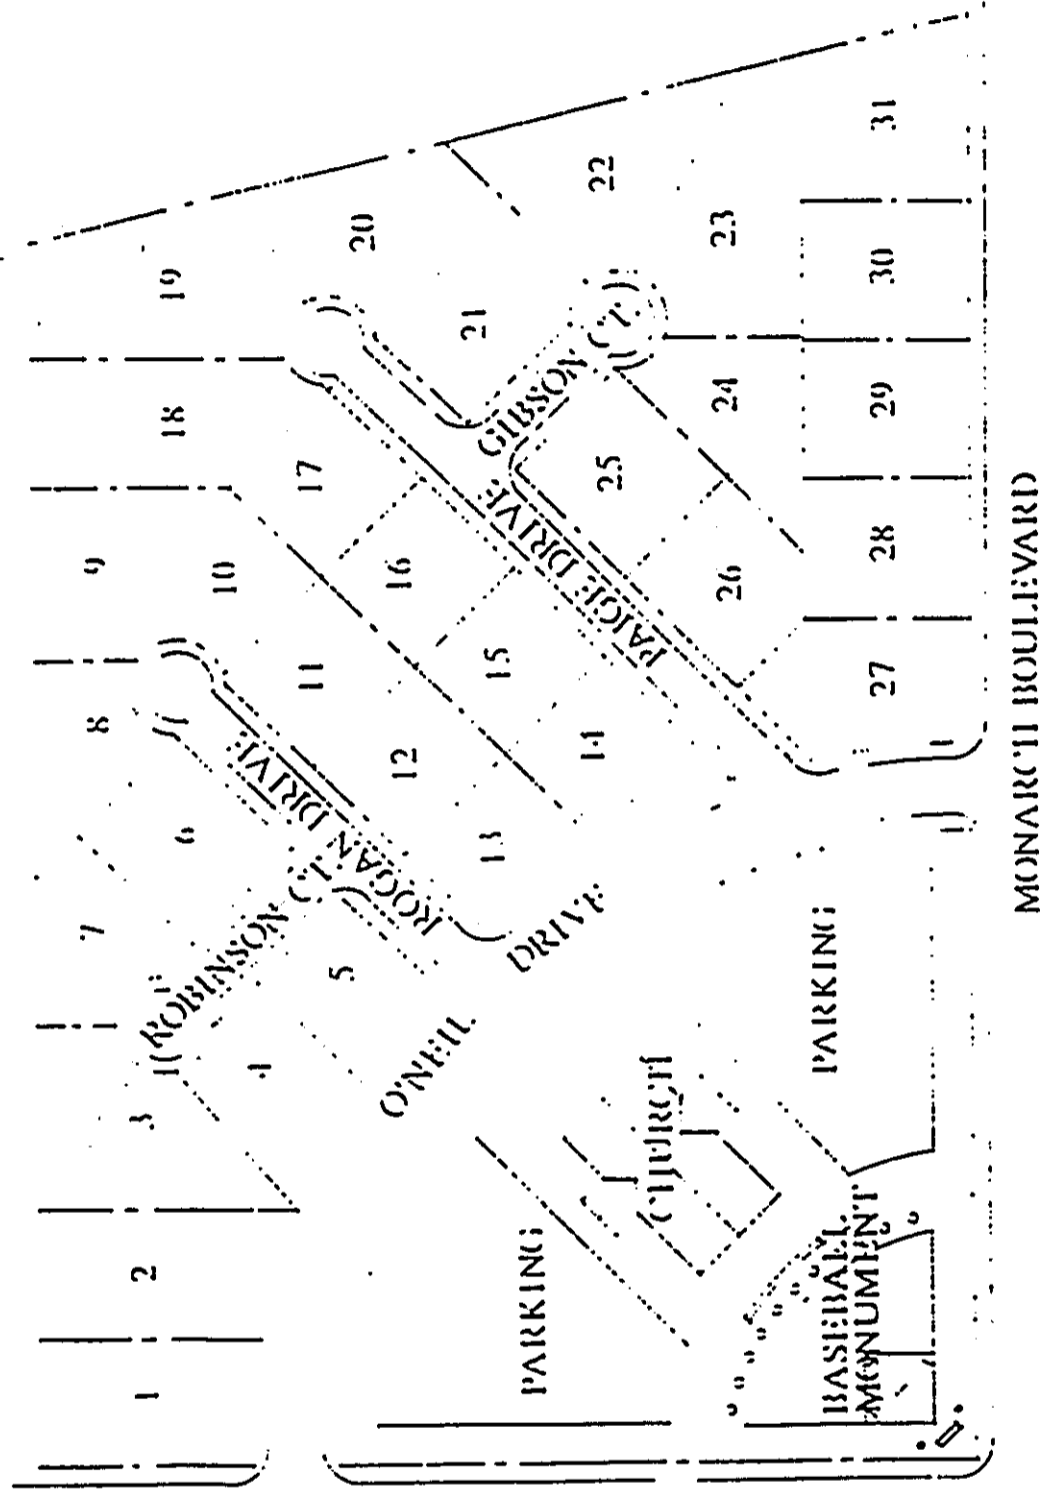 1
2
3
4
5
6
7
8
9
10
11
12
13
14
15
16
17
18
19
20
21
22
23
24
25
26
27
28
29
30
31
ROBINSON CT.
ROGAN DRIVE
O'NEIL DRIVE
PAIGE DRIVE
GIBSON CT.
PARKING
CHURCH
PARKING
BASEBALL
MONUMENT
MONARCH BOULEVARD